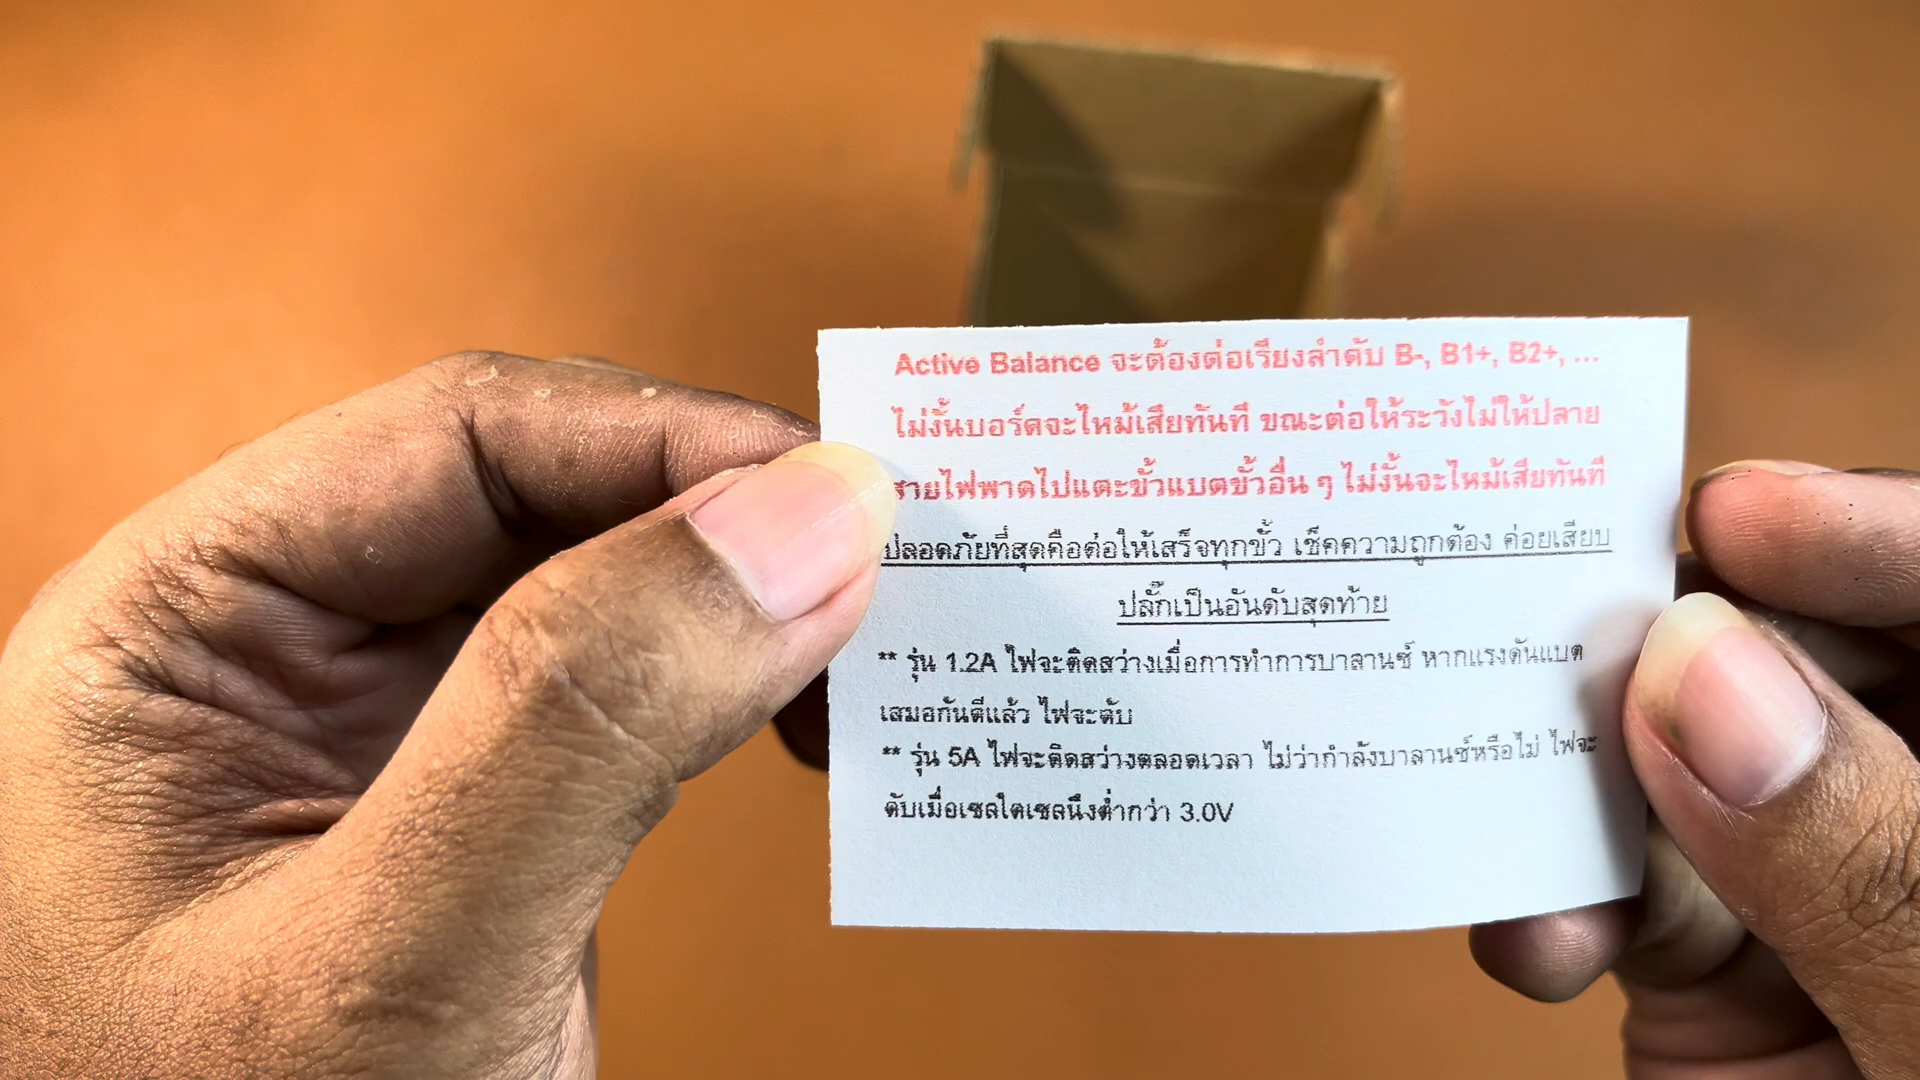 Active Balance จะต้องต่อเรียงลำดับ B-, B1+, B2+, ...
ไม่งั้นบอร์ดจะไหม้เสียทันที ขณะต่อให้ระวังไม่ให้ปลาย
สายไฟพาดไปแตะขั้วแบตขั้วอื่น ๆ ไม่งั้นจะไหม้เสียทันที
ปลอดภัยที่สุดคือต่อให้เสร็จทุกขั้ว เช็คความถูกต้อง ค่อยเสียบ
ปลั๊กเป็นอันดับสุดท้าย
** รุ่น 1.2A ไฟจะติดสว่างเมื่อการทำการบาลานซ์ หากแรงดันแบต
เสมอกันดีแล้ว ไฟจะดับ
** รุ่น 5A ไฟจะติดสว่างตลอดเวลา ไม่ว่ากำลังบาลานซ์หรือไม่ ไฟจะ
ดับเมื่อเซลใดเซลนึงต่ำกว่า 3.0V